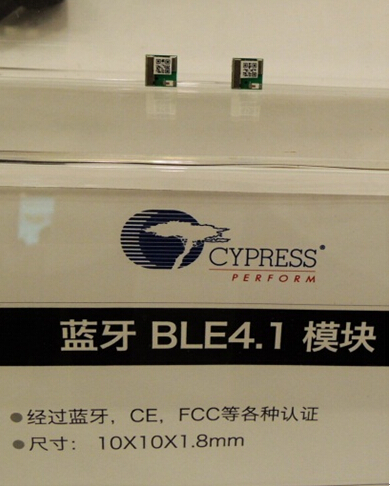 CYPRESS®
PERFORM
蓝牙 BLE4.1 模块
●经过蓝牙，CE，FCC等各种认证
●尺寸： 10X10X1.8mm